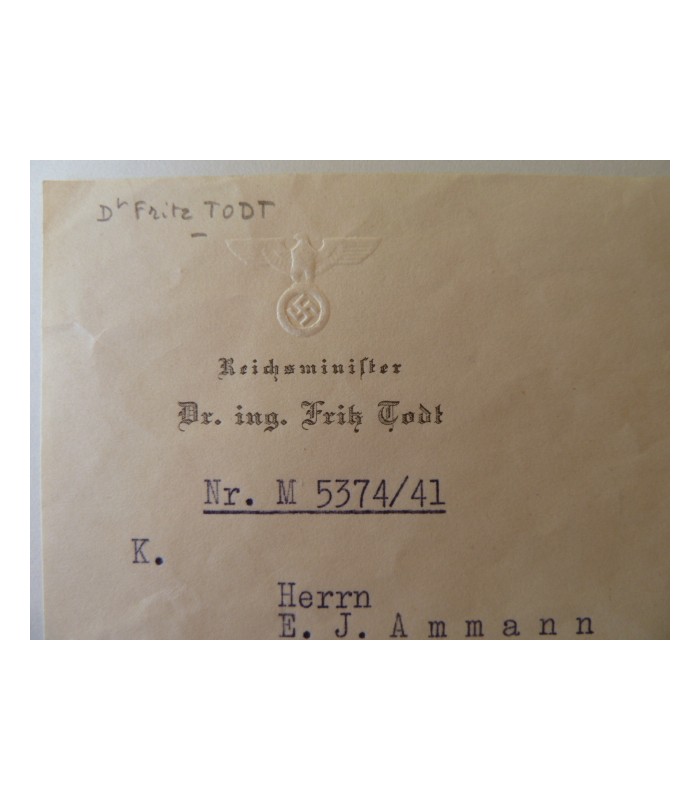 Dr Fritz TODT
Reichsminiſter
Dr. ing. Fritz Todt
Nr. M 5374/41
K.
Herrn
E. J. Ammann